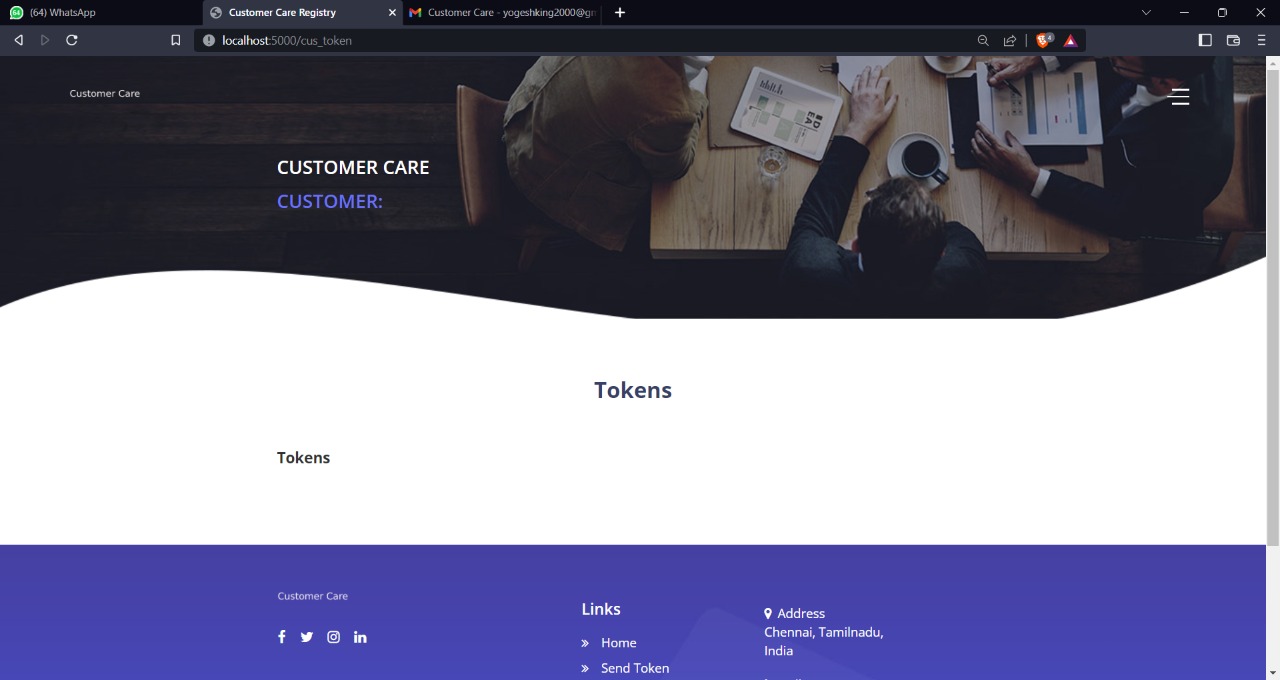 (64) WhatsApp
Customer Care Registry
Customer Care - yogeshking2000@gm
localhost:5000/cus_token
4
Customer Care
CUSTOMER CARE
CUSTOMER:
Tokens
Tokens
Customer Care
Links
Home
Send Token
Address
Chennai, Tamilnadu,
India